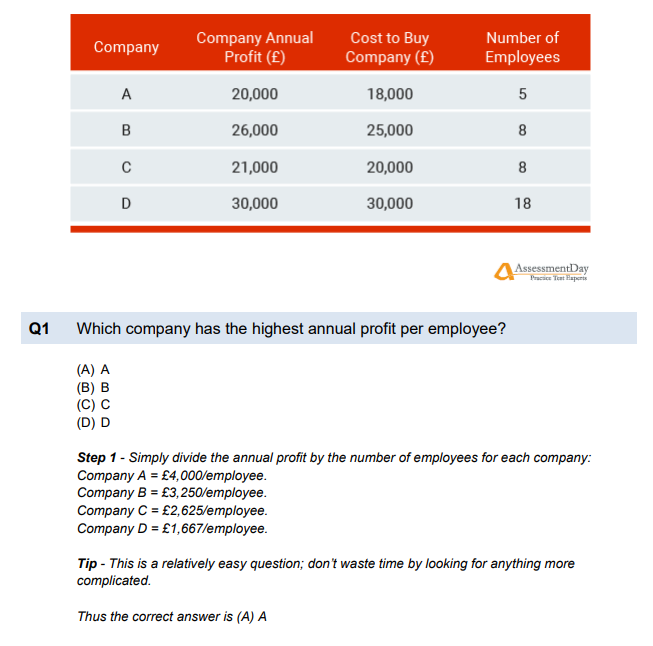 Company Company Annual Profit (£) Cost to Buy Company (£) Number of Employees
A 20,000 18,000 5
B 26,000 25,000 8
C 21,000 20,000 8
D 30,000 30,000 18
AssessmentDay
Practice Test Experts
Q1 Which company has the highest annual profit per employee?
(A) A
(B) B
(C) C
(D) D
Step 1 - Simply divide the annual profit by the number of employees for each company:
Company A = £4,000/employee.
Company B = £3,250/employee.
Company C = £2,625/employee.
Company D = £1,667/employee.
Tip - This is a relatively easy question; don't waste time by looking for anything more
complicated.
Thus the correct answer is (A) A